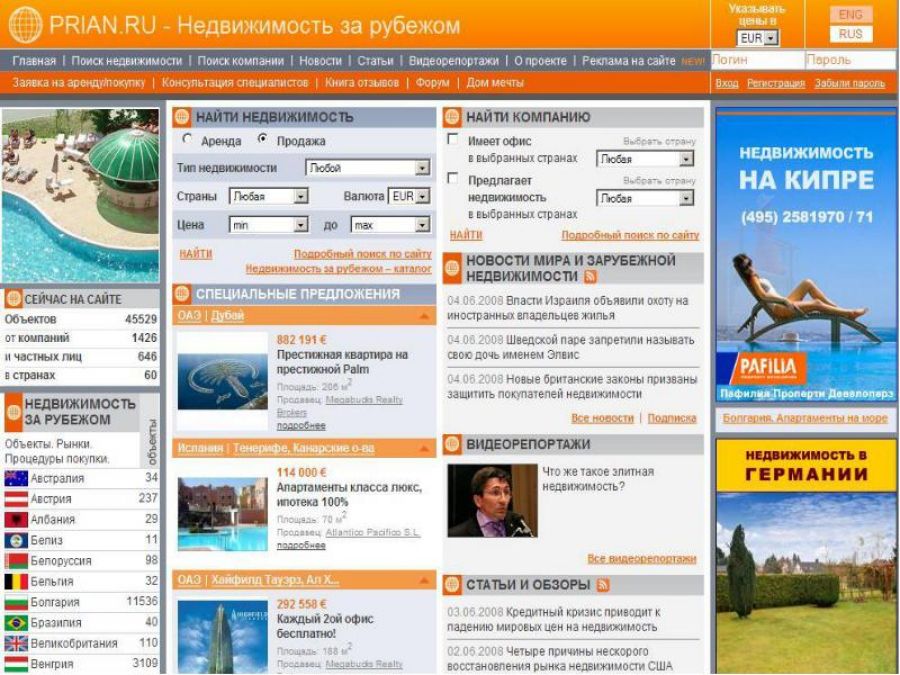 PRIAN.RU - Недвижимость за рубежом
Указывать
цены в
EUR
ENG
RUS
Главная | Поиск недвижимости | Поиск компании | Новости | Статьи | Видеорепортажи | О проекте | Реклама на сайте NEW!
Логин
Пароль
Заявка на аренду/покупку | Консультация специалистов | Книга отзывов | Форум | Дом мечты
Вход Регистрация Забыли пароль
СЕЙЧАС НА САЙТЕ
Объектов 45529
от компаний 1426
и частных лиц 646
в странах 60
НЕДВИЖИМОСТЬ
ЗА РУБЕЖОМ
Объекты. Рынки.
Процедуры покупки.
объекты
Австралия 34
Австрия 237
Албания 29
Белиз 11
Белоруссия 98
Бельгия 32
Болгария 11536
Бразилия 40
Великобритания 110
Венгрия 3109
НАЙТИ НЕДВИЖИМОСТЬ
Аренда Продажа
Тип недвижимости Любой
Страны Любая Валюта EUR
Цена min до max
НАЙТИ Подробный поиск по сайту
Недвижимость за рубежом – каталог
СПЕЦИАЛЬНЫЕ ПРЕДЛОЖЕНИЯ
ОАЭ | Дубай
882 191 €
Престижная квартира на
престижной Palm
Площадь: 206 м2
Продавец: Megabudis Realty
Brokers
подробнее
Испания | Тенерифе, Канарские о-ва
114 000 €
Апартаменты класса люкс,
ипотека 100%
Площадь: 70 м2
Продавец: Atlantico Pacifico S.L.
подробнее
ОАЭ | Хайфилд Тауэрз, Ал Х...
292 558 €
Каждый 2ой офис
бесплатно!
Площадь: 188 м2
Продавец: Megabudis Realty
НАЙТИ КОМПАНИЮ
Имеет офис Выбрать страну
в выбранных странах Любая
Предлагает Выбрать страну
недвижимость Любая
в выбранных странах
НАЙТИ Подробный поиск по сайту
НОВОСТИ МИРА И ЗАРУБЕЖНОЙ
НЕДВИЖИМОСТИ
04.06.2008 Власти Израиля объявили охоту на
иностранных владельцев жилья
04.06.2008 Шведской паре запретили называть
свою дочь именем Элвис
04.06.2008 Новые британские законы призваны
защитить покупателей недвижимости
Все новости | Подписка
ВИДЕОРЕПОРТАЖИ
Что же такое элитная
недвижимость?
Все видеорепортажи
СТАТЬИ И ОБЗОРЫ
03.06.2008 Кредитный кризис приводит к
падению мировых цен на недвижимость
02.06.2008 Четыре причины нескорого
восстановления рынка недвижимости США
НЕДВИЖИМОСТЬ
НА КИПРЕ
(495) 2581970 / 71
PAFILIA
Пафилия Проперти Девелоперз
Болгария. Апартаменты на море
НЕДВИЖИМОСТЬ В
ГЕРМАНИИ